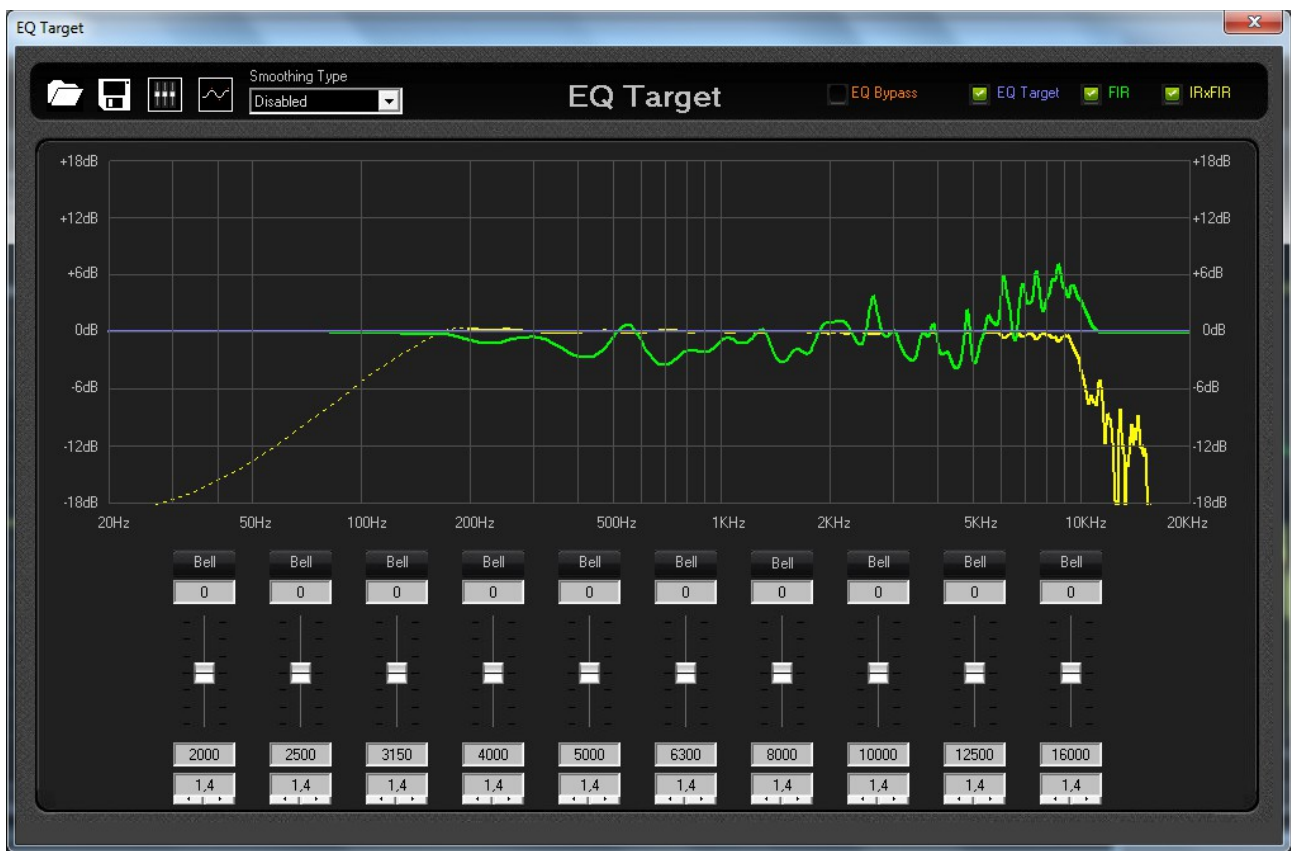 EQ Target
Smoothing Type
Disabled
EQ Target
EQ Bypass
EQ Target
FIR
IRxFIR
+18dB +18dB
+12dB +12dB
+6dB +6dB
0dB 0dB
-6dB -6dB
-12dB -12dB
-18dB -18dB
20Hz 50Hz 100Hz 200Hz 500Hz 1KHz 2KHz 5KHz 10KHz 20KHz
Bell Bell Bell Bell Bell Bell Bell Bell Bell Bell
0 0 0 0 0 0 0 0 0 0
2000 2500 3150 4000 5000 6300 8000 10000 12500 16000
1,4 1,4 1,4 1,4 1,4 1,4 1,4 1,4 1,4 1,4